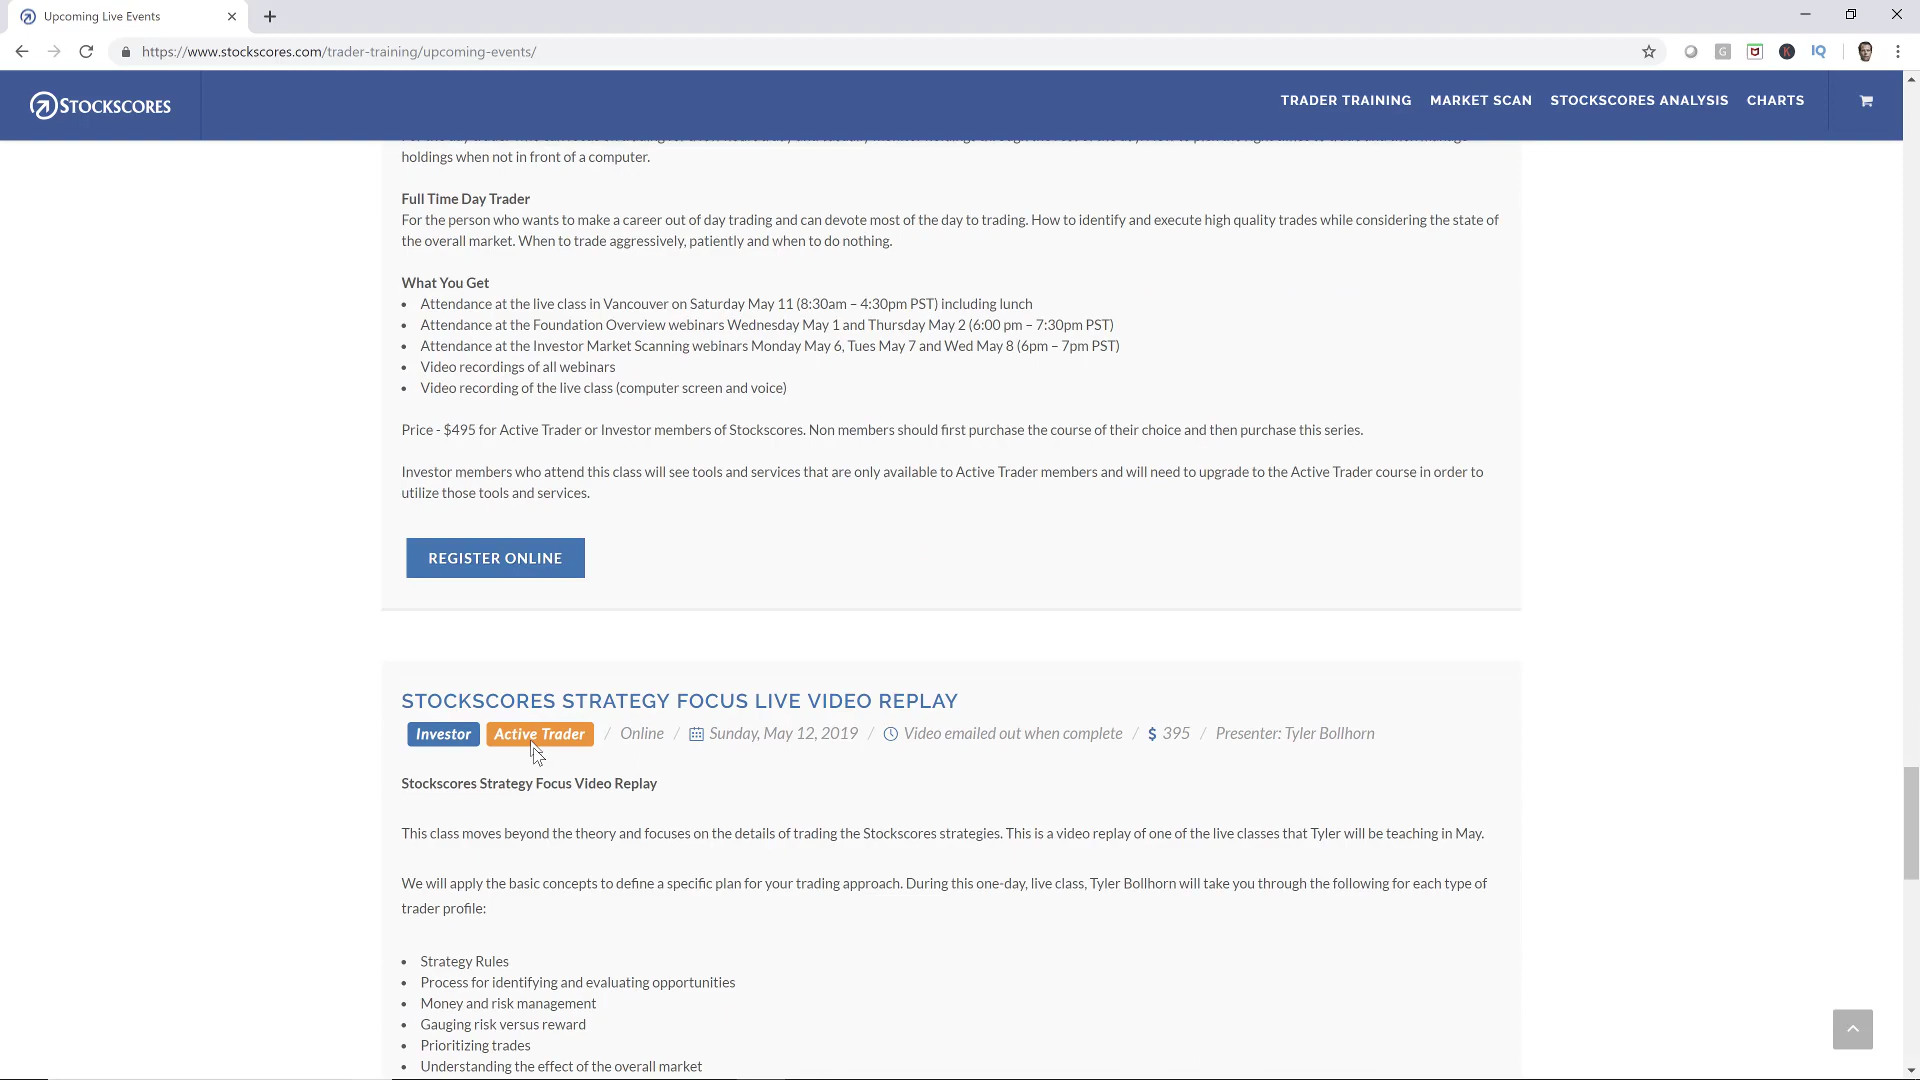 Upcoming Live Events
https://www.stockscores.com/trader-training/upcoming-events/
G
K
IQ
STOCKSCORES
TRADER TRAINING
MARKET SCAN
STOCKSCORES ANALYSIS
CHARTS
holdings when not in front of a computer.
Full Time Day Trader
For the person who wants to make a career out of day trading and can devote most of the day to trading. How to identify and execute high quality trades while considering the state of
the overall market. When to trade aggressively, patiently and when to do nothing.
What You Get
• Attendance at the live class in Vancouver on Saturday May 11 (8:30am – 4:30pm PST) including lunch
• Attendance at the Foundation Overview webinars Wednesday May 1 and Thursday May 2 (6:00 pm – 7:30pm PST)
• Attendance at the Investor Market Scanning webinars Monday May 6, Tues May 7 and Wed May 8 (6pm – 7pm PST)
• Video recordings of all webinars
• Video recording of the live class (computer screen and voice)
Price - $495 for Active Trader or Investor members of Stockscores. Non members should first purchase the course of their choice and then purchase this series.
Investor members who attend this class will see tools and services that are only available to Active Trader members and will need to upgrade to the Active Trader course in order to
utilize those tools and services.
REGISTER ONLINE
STOCKSCORES STRATEGY FOCUS LIVE VIDEO REPLAY
Investor Active Trader / Online / Sunday, May 12, 2019 / Video emailed out when complete / $ 395 / Presenter: Tyler Bollhorn
Stockscores Strategy Focus Video Replay
This class moves beyond the theory and focuses on the details of trading the Stockscores strategies. This is a video replay of one of the live classes that Tyler will be teaching in May.
We will apply the basic concepts to define a specific plan for your trading approach. During this one-day, live class, Tyler Bollhorn will take you through the following for each type of
trader profile:
• Strategy Rules
• Process for identifying and evaluating opportunities
• Money and risk management
• Gauging risk versus reward
• Prioritizing trades
• Understanding the effect of the overall market